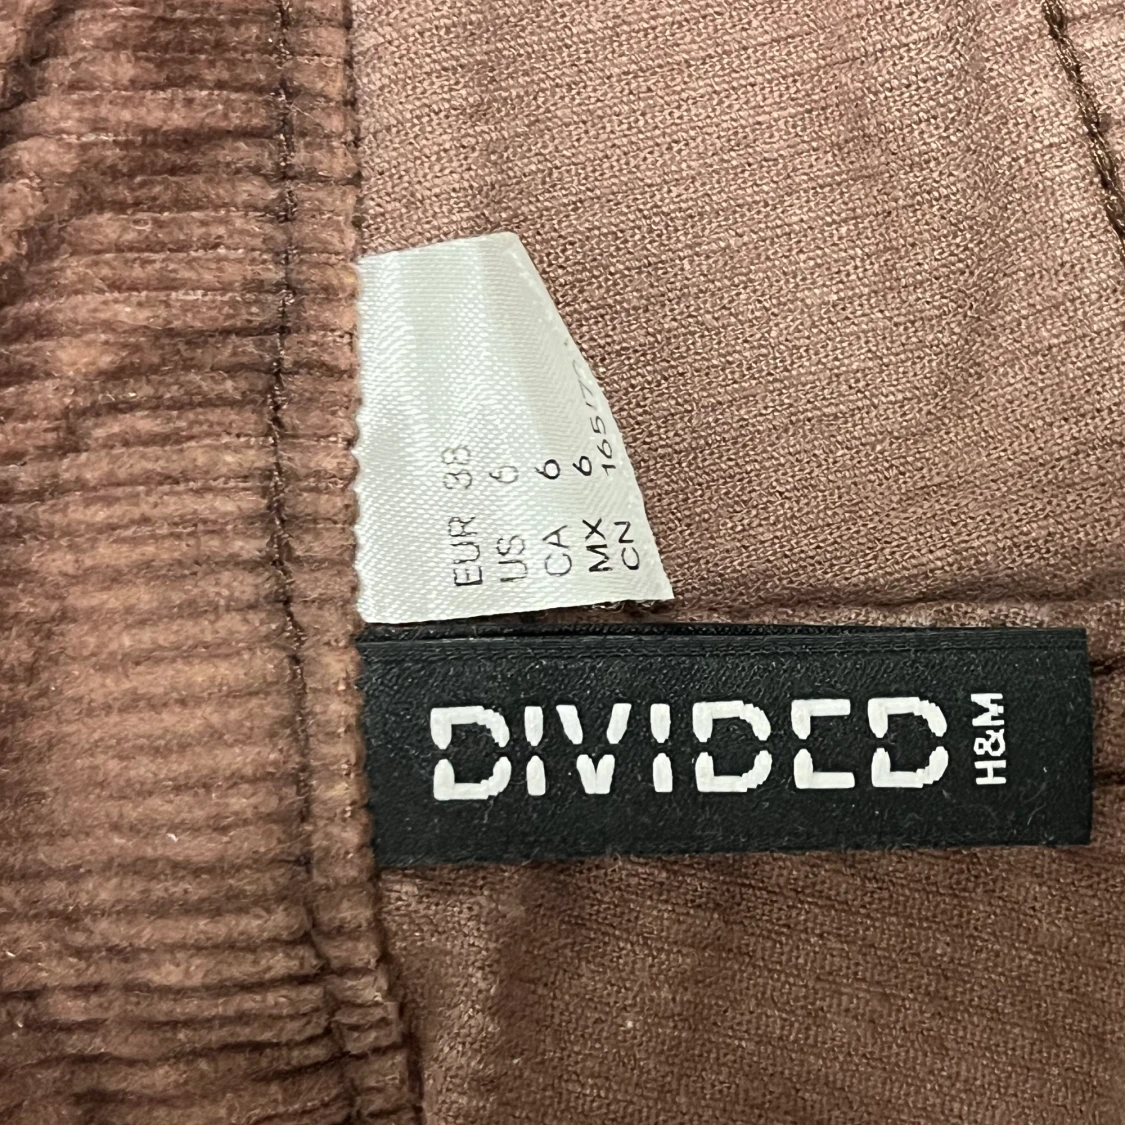 EUR 38
US 6
CA 6
MX 6
CN
DIVIDED
H&M